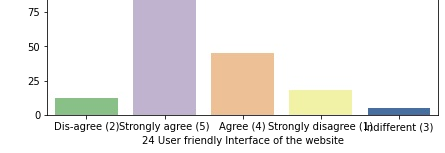 75
50
25
0
Dis-agree (2) Strongly agree (5) Agree (4) Strongly disagree (1) Indifferent (3)
24 User friendly Interface of the website